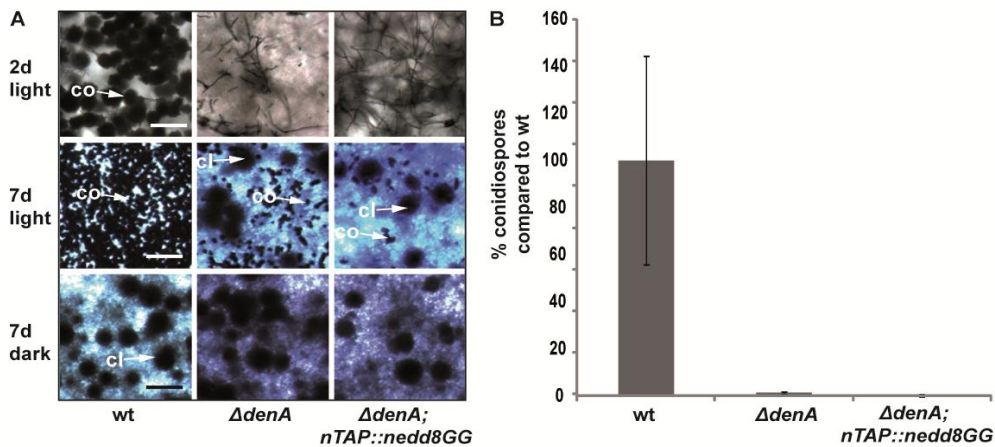 A
2d
light
co
7d
light
co
cl
co
cl
co
7d
dark
cl
wt
ΔdenA
ΔdenA;
nTAP::nedd8GG
B
% conidiospores
compared to wt
160
140
120
100
80
60
40
20
0
wt
ΔdenA
ΔdenA;
nTAP::nedd8GG